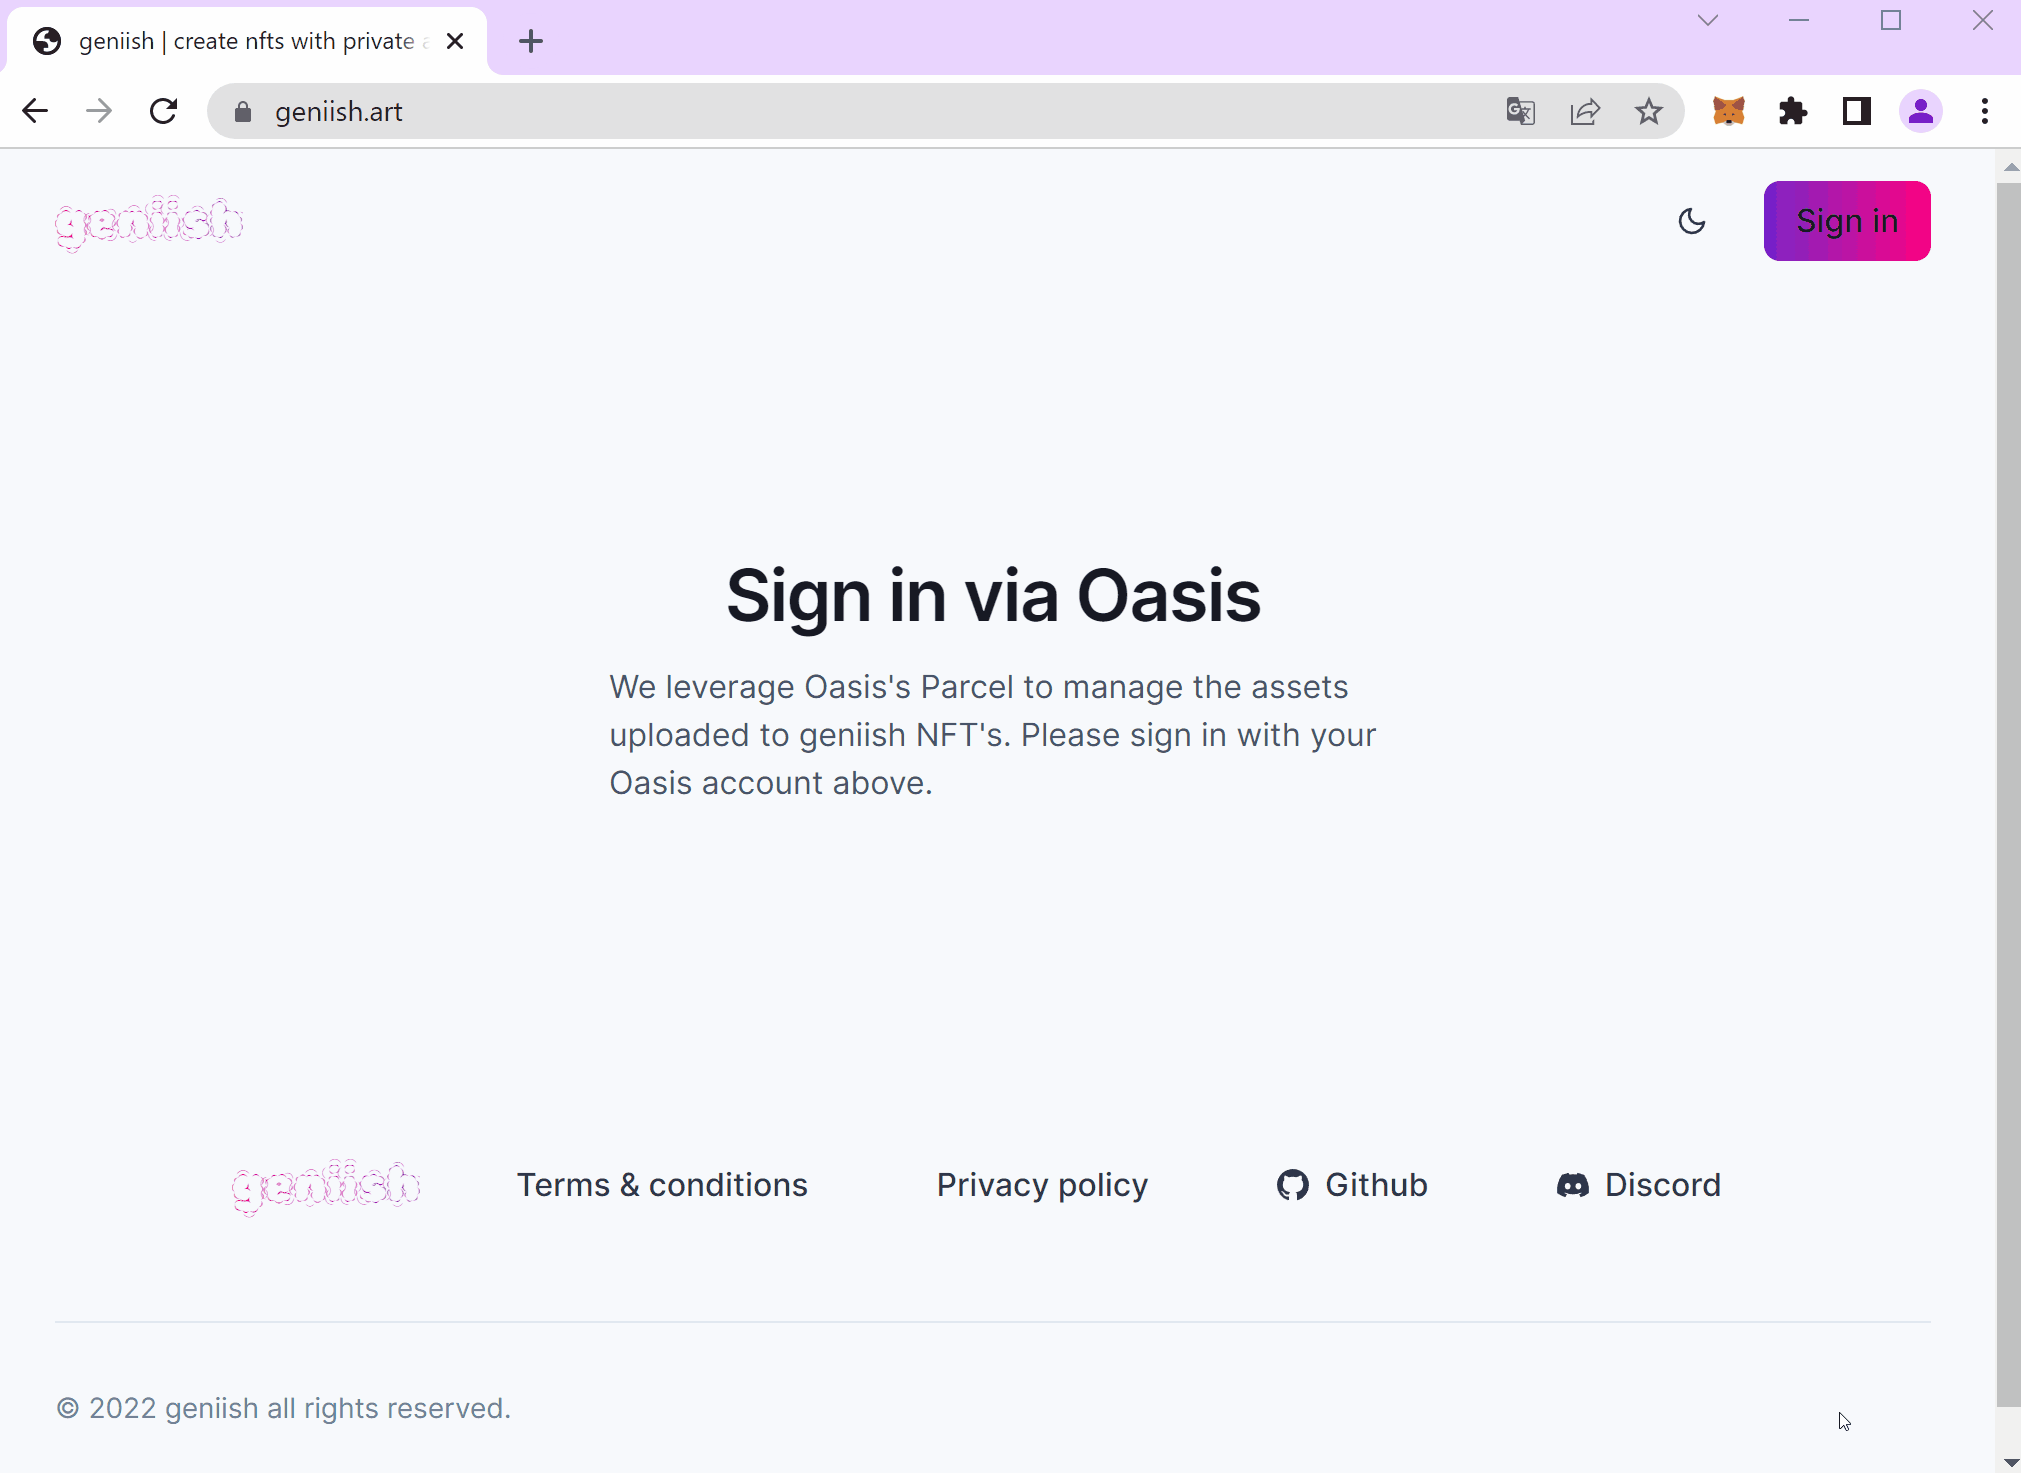 geniish | create nfts with private
geniish.art
geniish
Sign in
Sign in via Oasis
We leverage Oasis's Parcel to manage the assets
uploaded to geniish NFT's. Please sign in with your
Oasis account above.
geniish
Terms & conditions
Privacy policy
Github
Discord
© 2022 geniish all rights reserved.